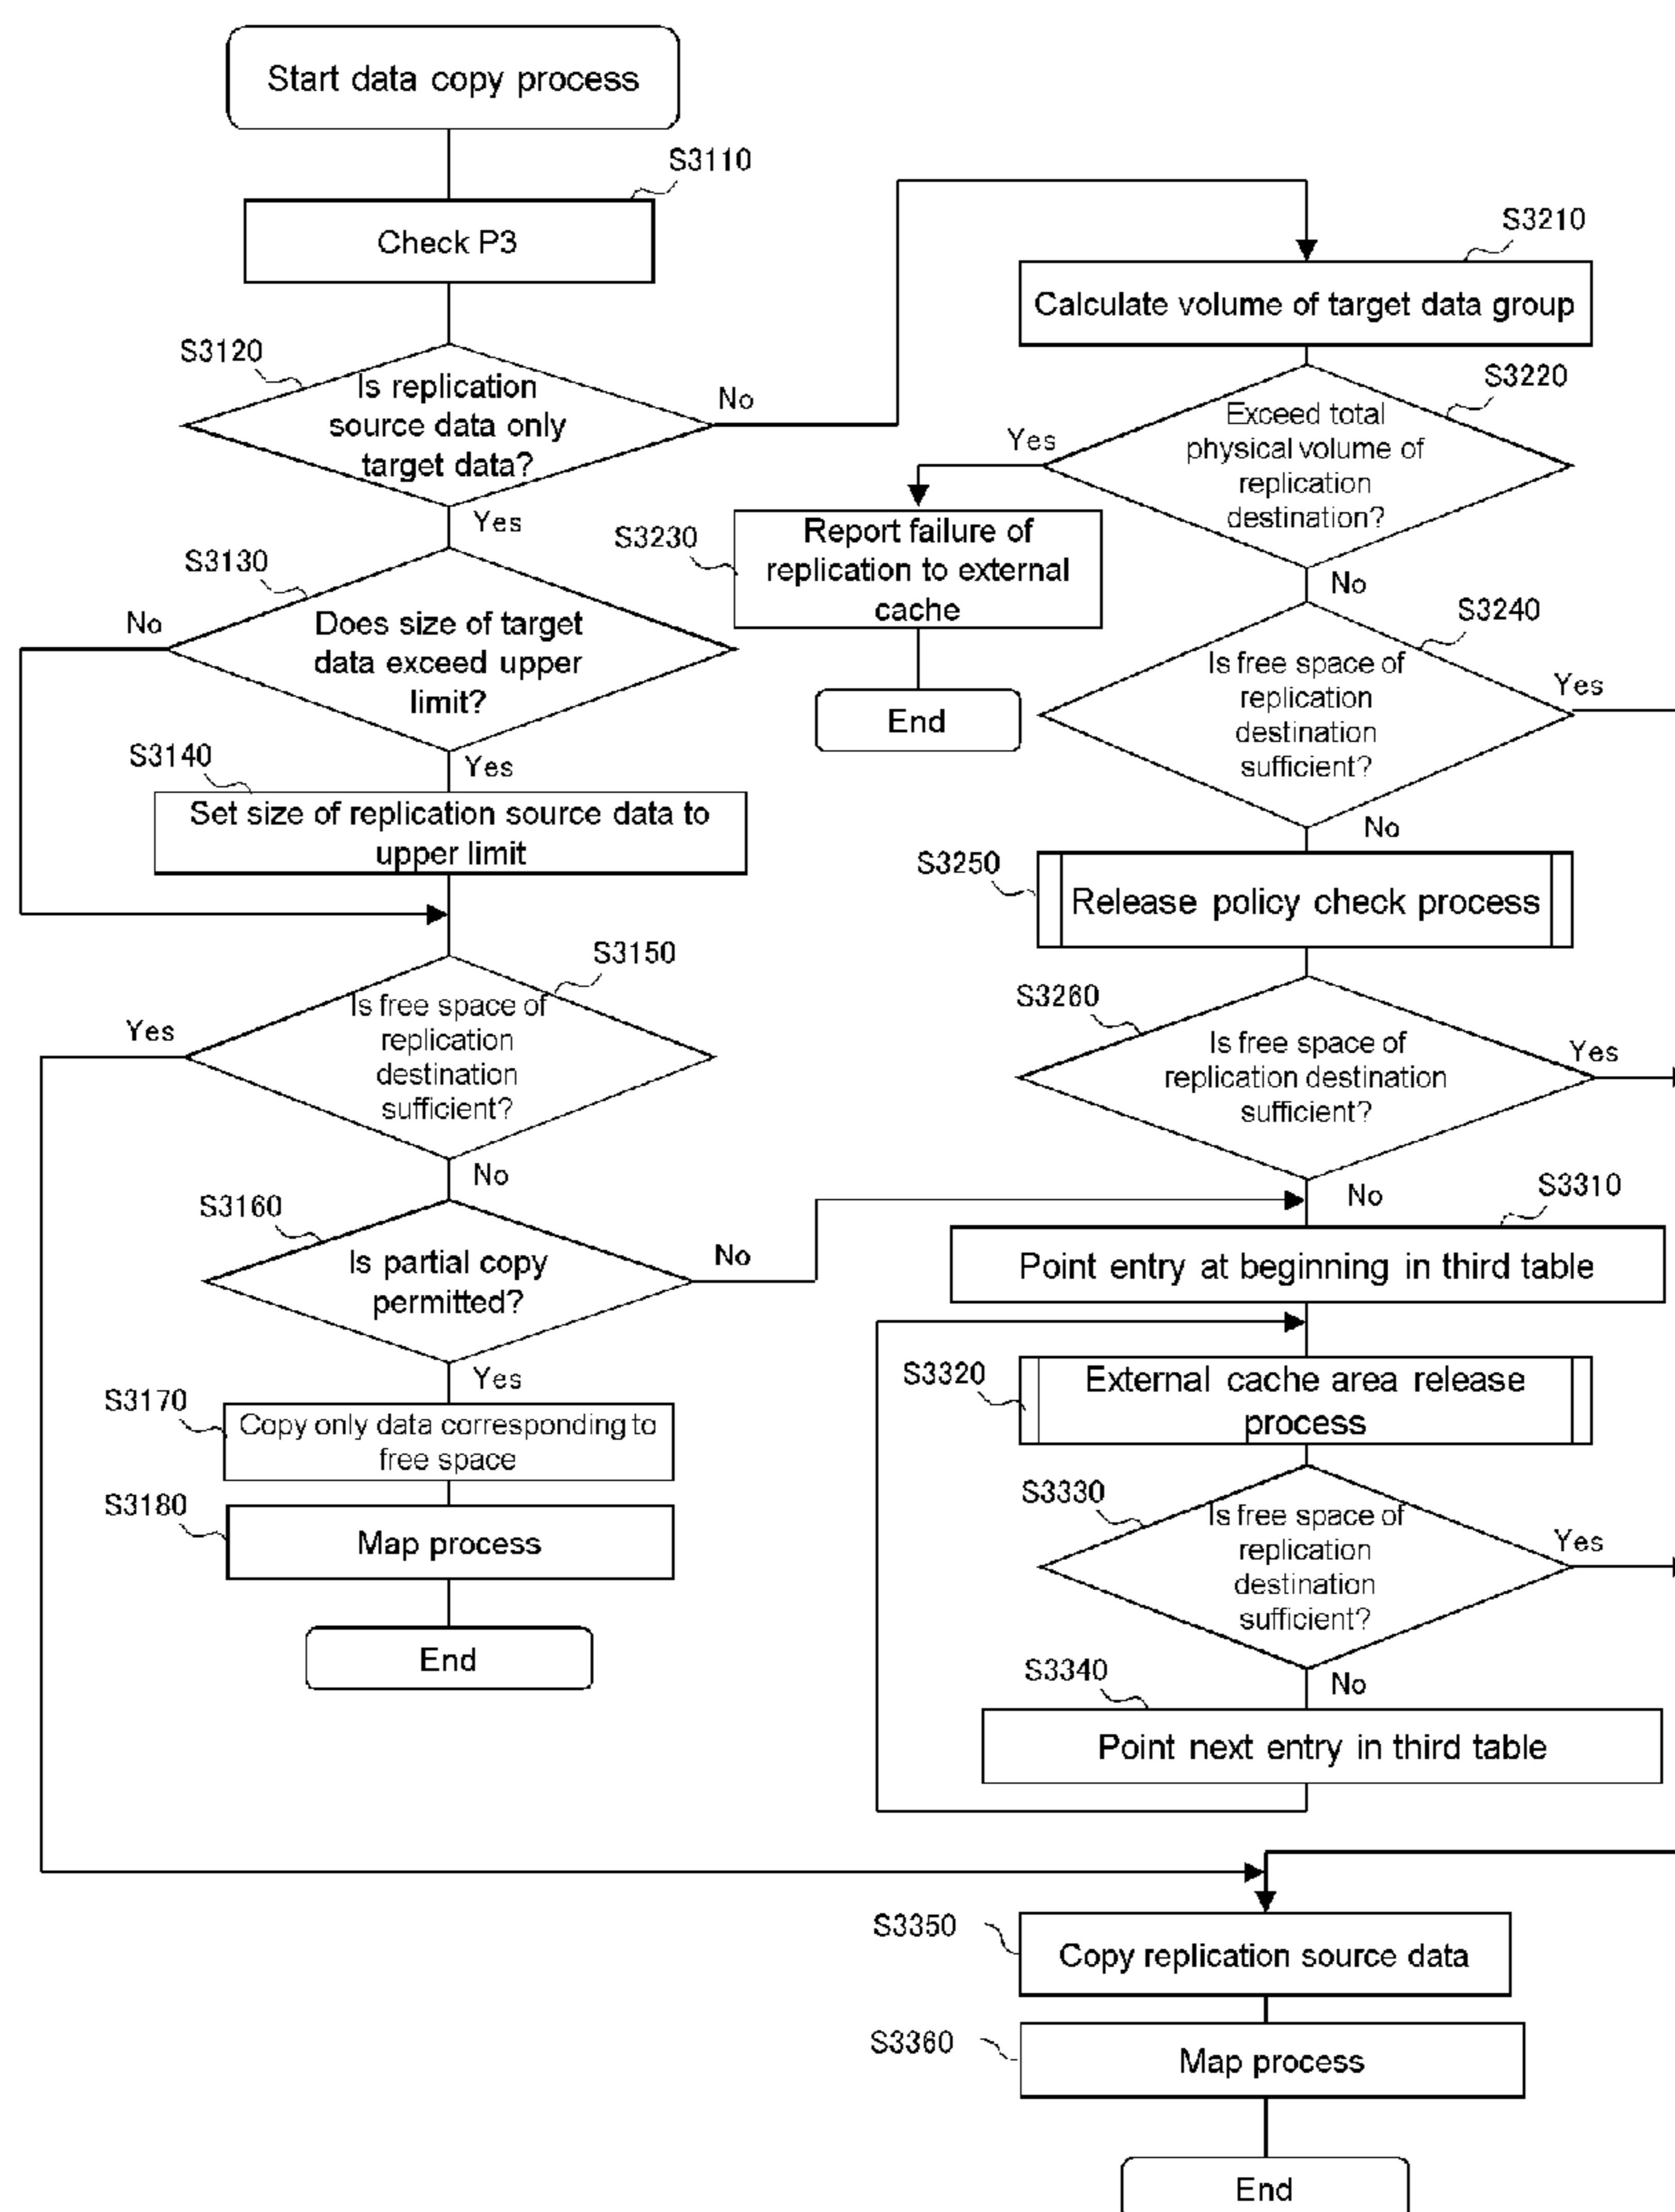 Start data copy process
S3110
Check P3
S3120
Is replication
source data only
target data?
No
Yes
S3130
No
Does size of target
data exceed upper
limit?
S3140
Yes
Set size of replication source data to
upper limit
S3150
Yes
Is free space of
replication
destination
sufficient?
No
S3160
Is partial copy
permitted?
No
Yes
S3170
Copy only data corresponding to
free space
S3180
Map process
End
S3210
Calculate volume of target data group
S3220
Yes
Exceed total
physical volume of
replication
destination?
S3230
Report failure of
replication to external
cache
End
No
S3240
Is free space of
replication
destination
sufficient?
Yes
No
S3250
Release policy check process
S3260
Is free space of
replication destination
sufficient?
Yes
No
S3310
Point entry at beginning in third table
S3320
External cache area release
process
S3330
Is free space of
replication
destination
sufficient?
Yes
No
S3340
Point next entry in third table
S3350
Copy replication source data
S3360
Map process
End